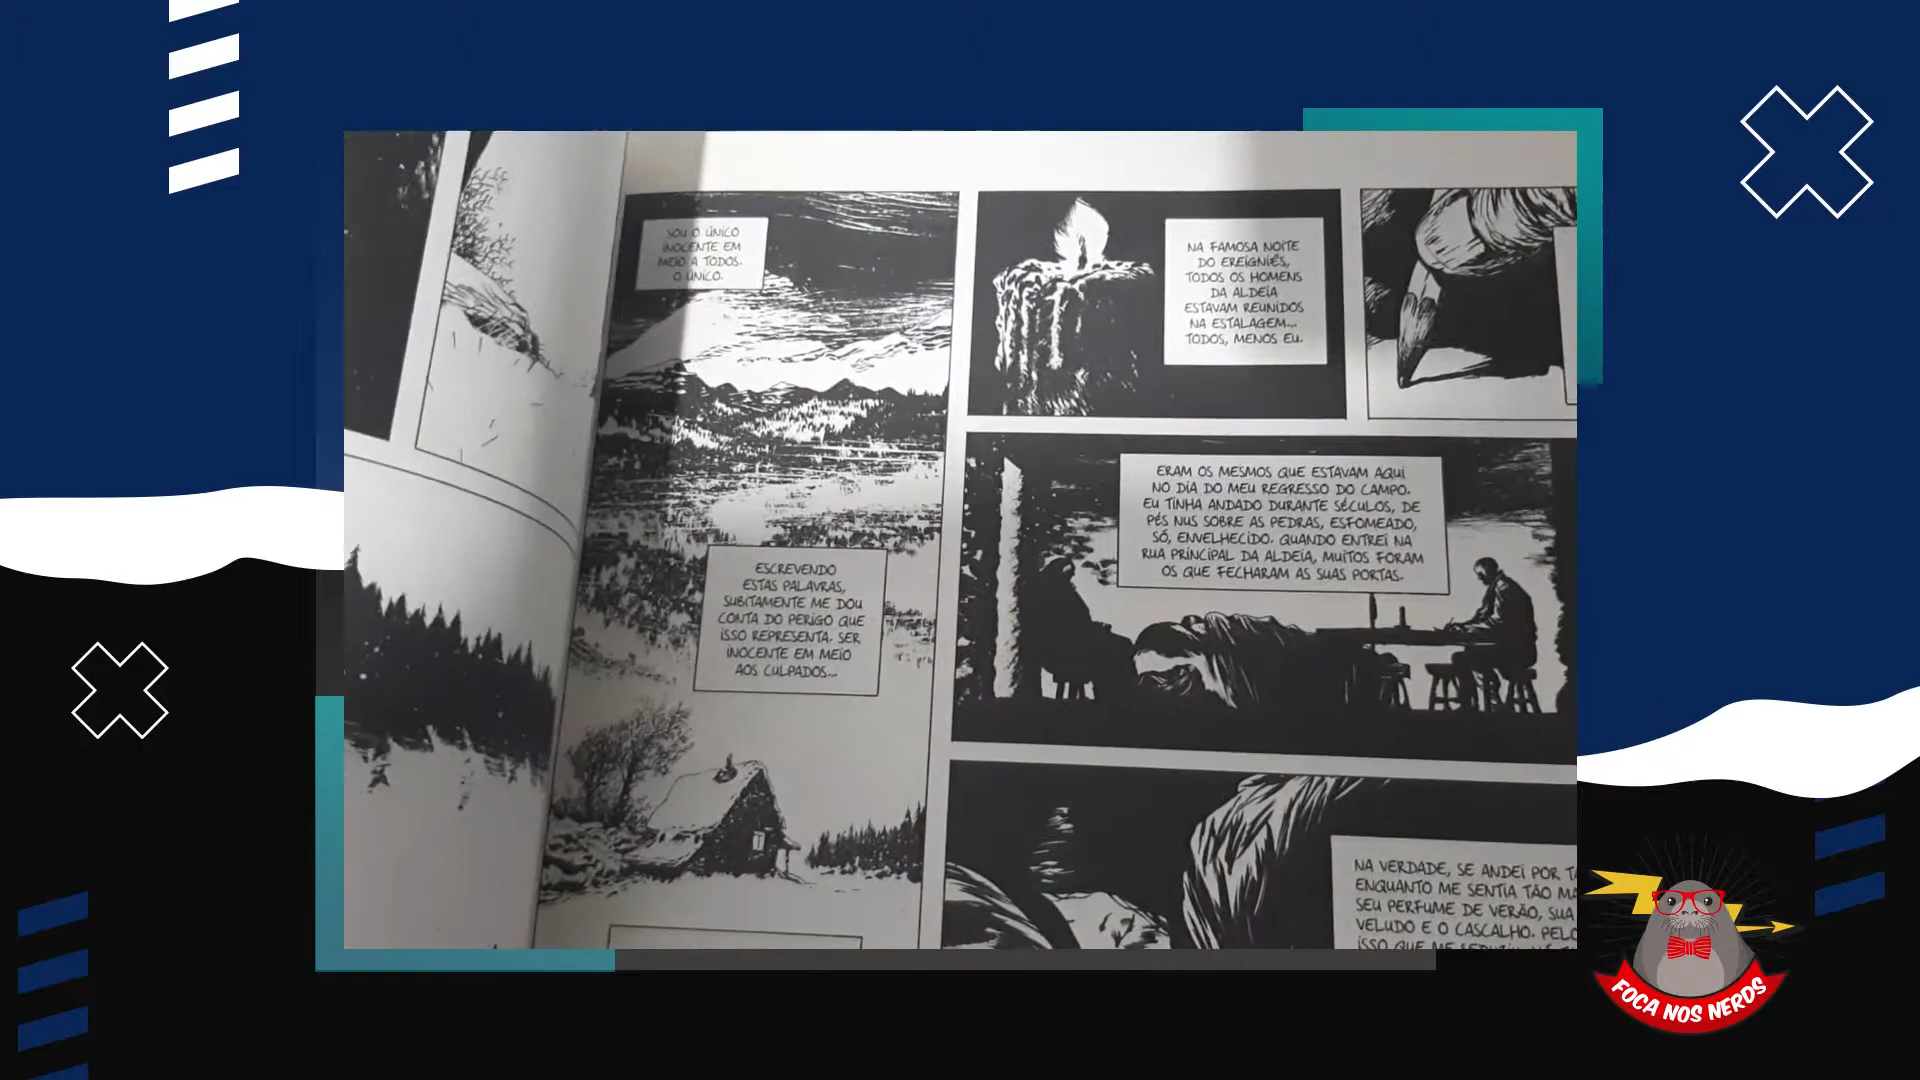 SOU O ÚNICO
INOCENTE EM
MEIO A TODOS.
O ÚNICO.
ESCREVENDO
ESTAS PALAVRAS,
SUBITAMENTE ME DOU
CONTA DO PERIGO QUE
ISSO REPRESENTA. SER
INOCENTE EM MEIO
AOS CULPADOS...
NA FAMOSA NOITE
DO EREIGNIËS,
TODOS OS HOMENS
DA ALDEIA
ESTAVAM REUNIDOS
NA ESTALAGEM...
TODOS, MENOS EU.
ERAM OS MESMOS QUE ESTAVAM AQUI
NO DIA DO MEU REGRESSO DO CAMPO.
EU TINHA ANDADO DURANTE SÉCULOS, DE
PÉS NUS SOBRE AS PEDRAS, ESFOMEADO,
SÓ, ENVELHECIDO. QUANDO ENTREI NA
RUA PRINCIPAL DA ALDEIA, MUITOS FORAM
OS QUE FECHARAM AS SUAS PORTAS.
NA VERDADE, SE ANDEI POR
ENQUANTO ME SENTIA TÃO
SEU PERFUME DE VERÃO, SUA
VELUDO E O CASCALHO.
ISSO QUE ME
FOCA NOS NERDS